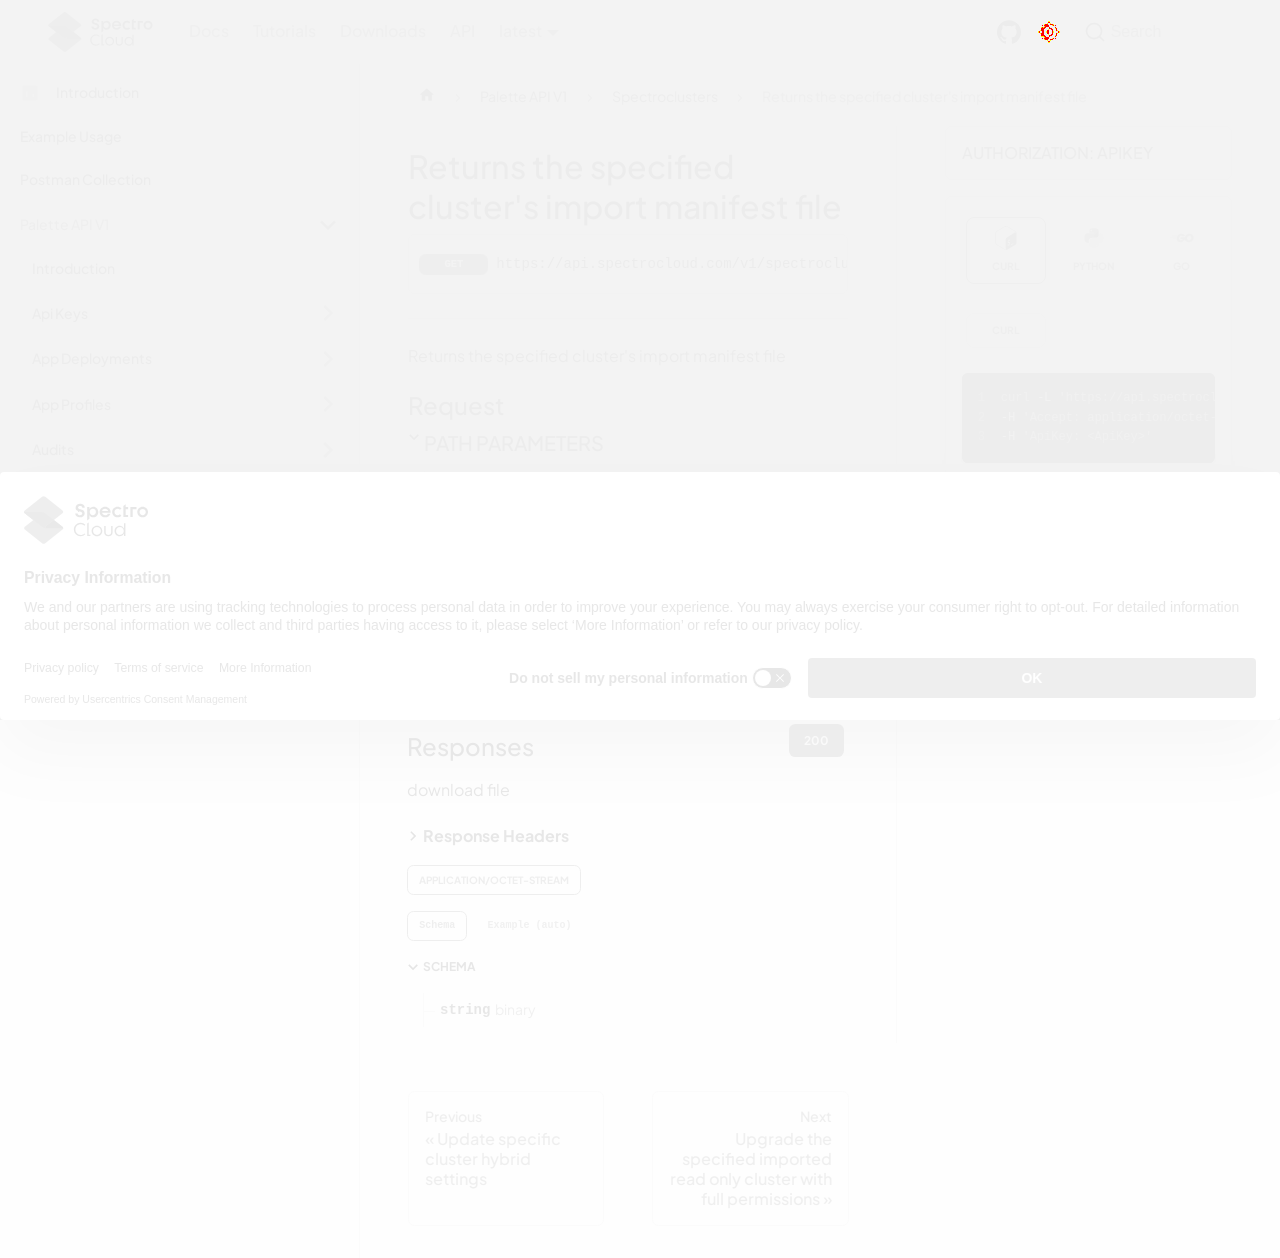 Spectro Cloud
Docs Tutorials Downloads API latest
Search
Introduction
Example Usage
Postman Collection
Palette API V1
Introduction
Api Keys
App Deployments
App Profiles
Audits
Palette API V1 Spectroclusters Returns the specified cluster's import manifest file
Returns the specified
cluster's import manifest file
GET https://api.spectrocloud.com/v1/spectroclu
Returns the specified cluster's import manifest file
Request
PATH PARAMETERS
AUTHORIZATION: APIKEY
CURL PYTHON GO
CURL
Spectro
Cloud
Privacy Information
We and our partners are using tracking technologies to process personal data in order to improve your experience. You may always exercise your consumer right to opt-out. For detailed information
about personal information we collect and third parties having access to it, please select ‘More Information’ or refer to our privacy policy.
Privacy policy Terms of service More Information
Do not sell my personal information
OK
Powered by Usercentrics Consent Management
Responses
200
download file
Response Headers
APPLICATION/OCTET-STREAM
Schema Example (auto)
SCHEMA
string binary
Previous
« Update specific
cluster hybrid
settings
Next
Upgrade the
specified imported
read only cluster with
full permissions »